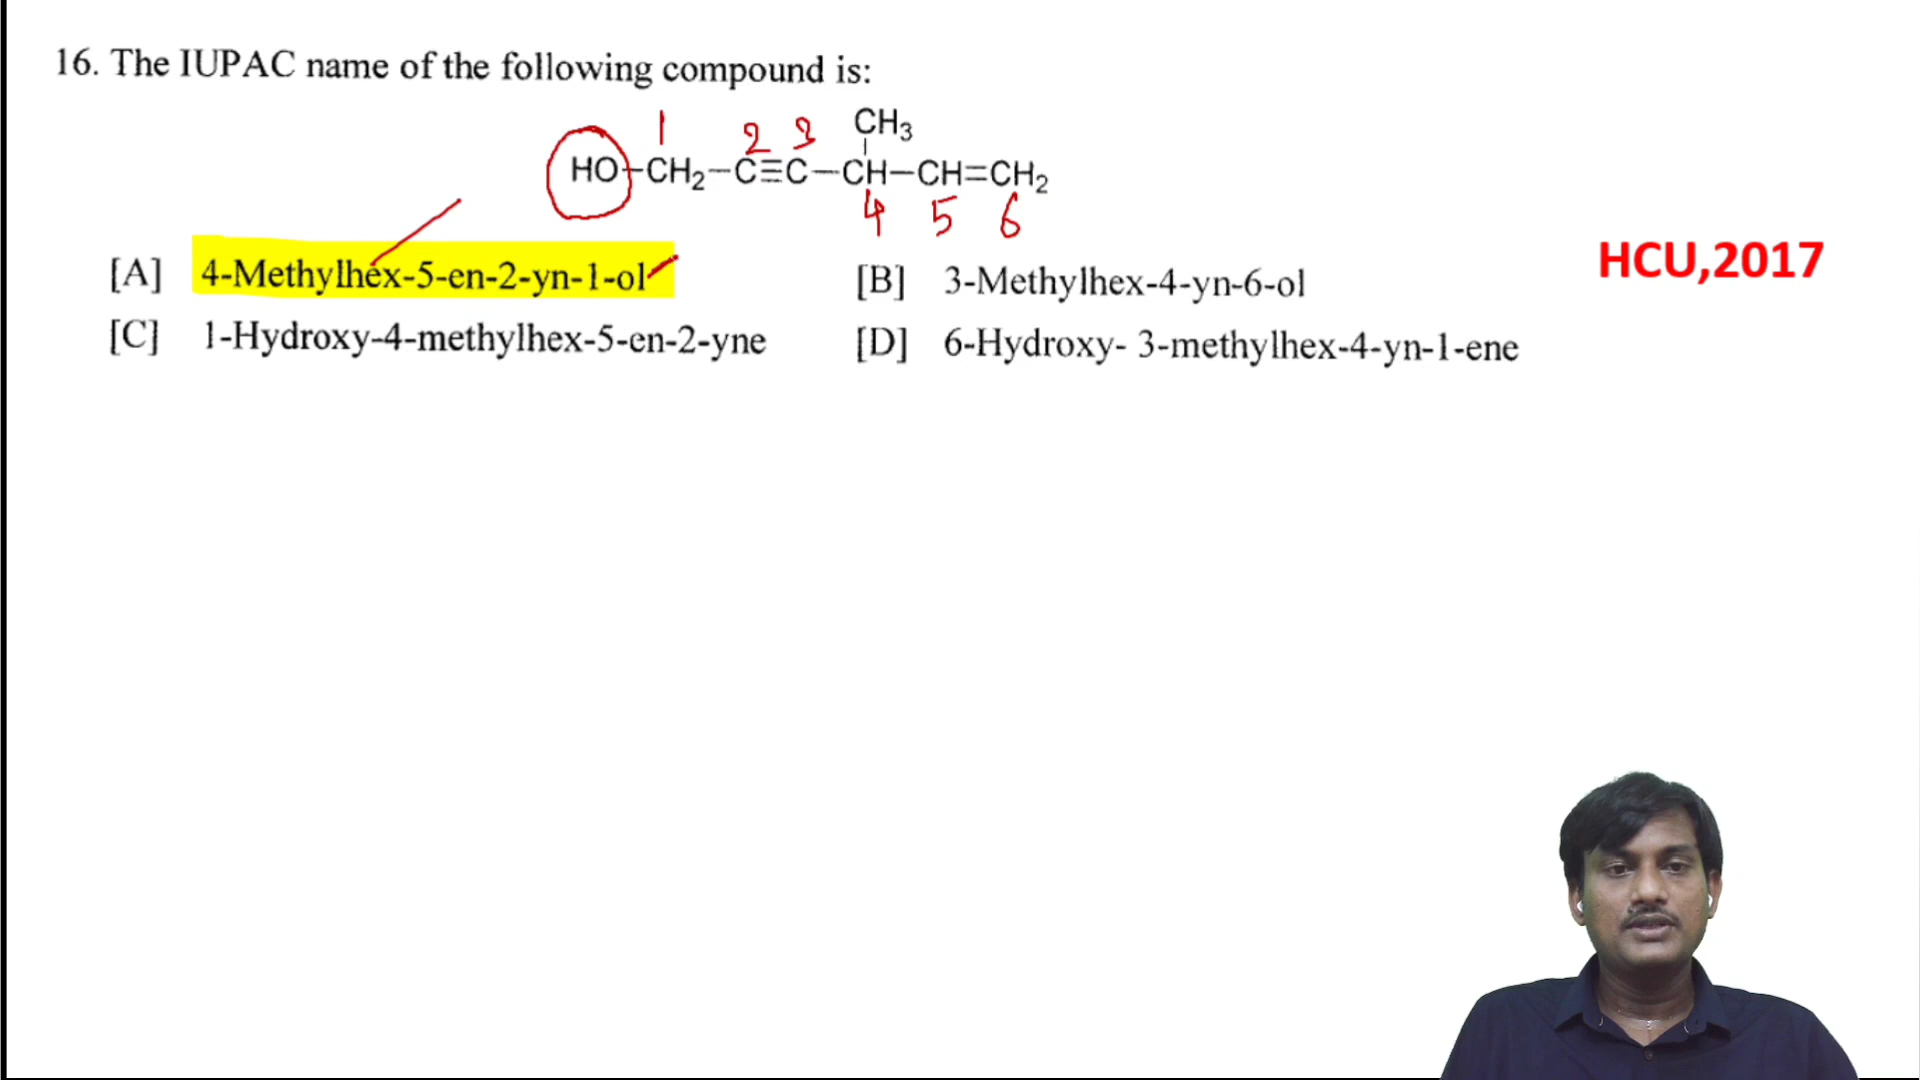 16. The IUPAC name of the following compound is:
1 2 3 CH3
HO-CH2-C≡C-CH-CH=CH2
4 5 6
[A] 4-Methylhex-5-en-2-yn-1-ol [B] 3-Methylhex-4-yn-6-ol
HCU,2017
[C] 1-Hydroxy-4-methylhex-5-en-2-yne [D] 6-Hydroxy- 3-methylhex-4-yn-1-ene